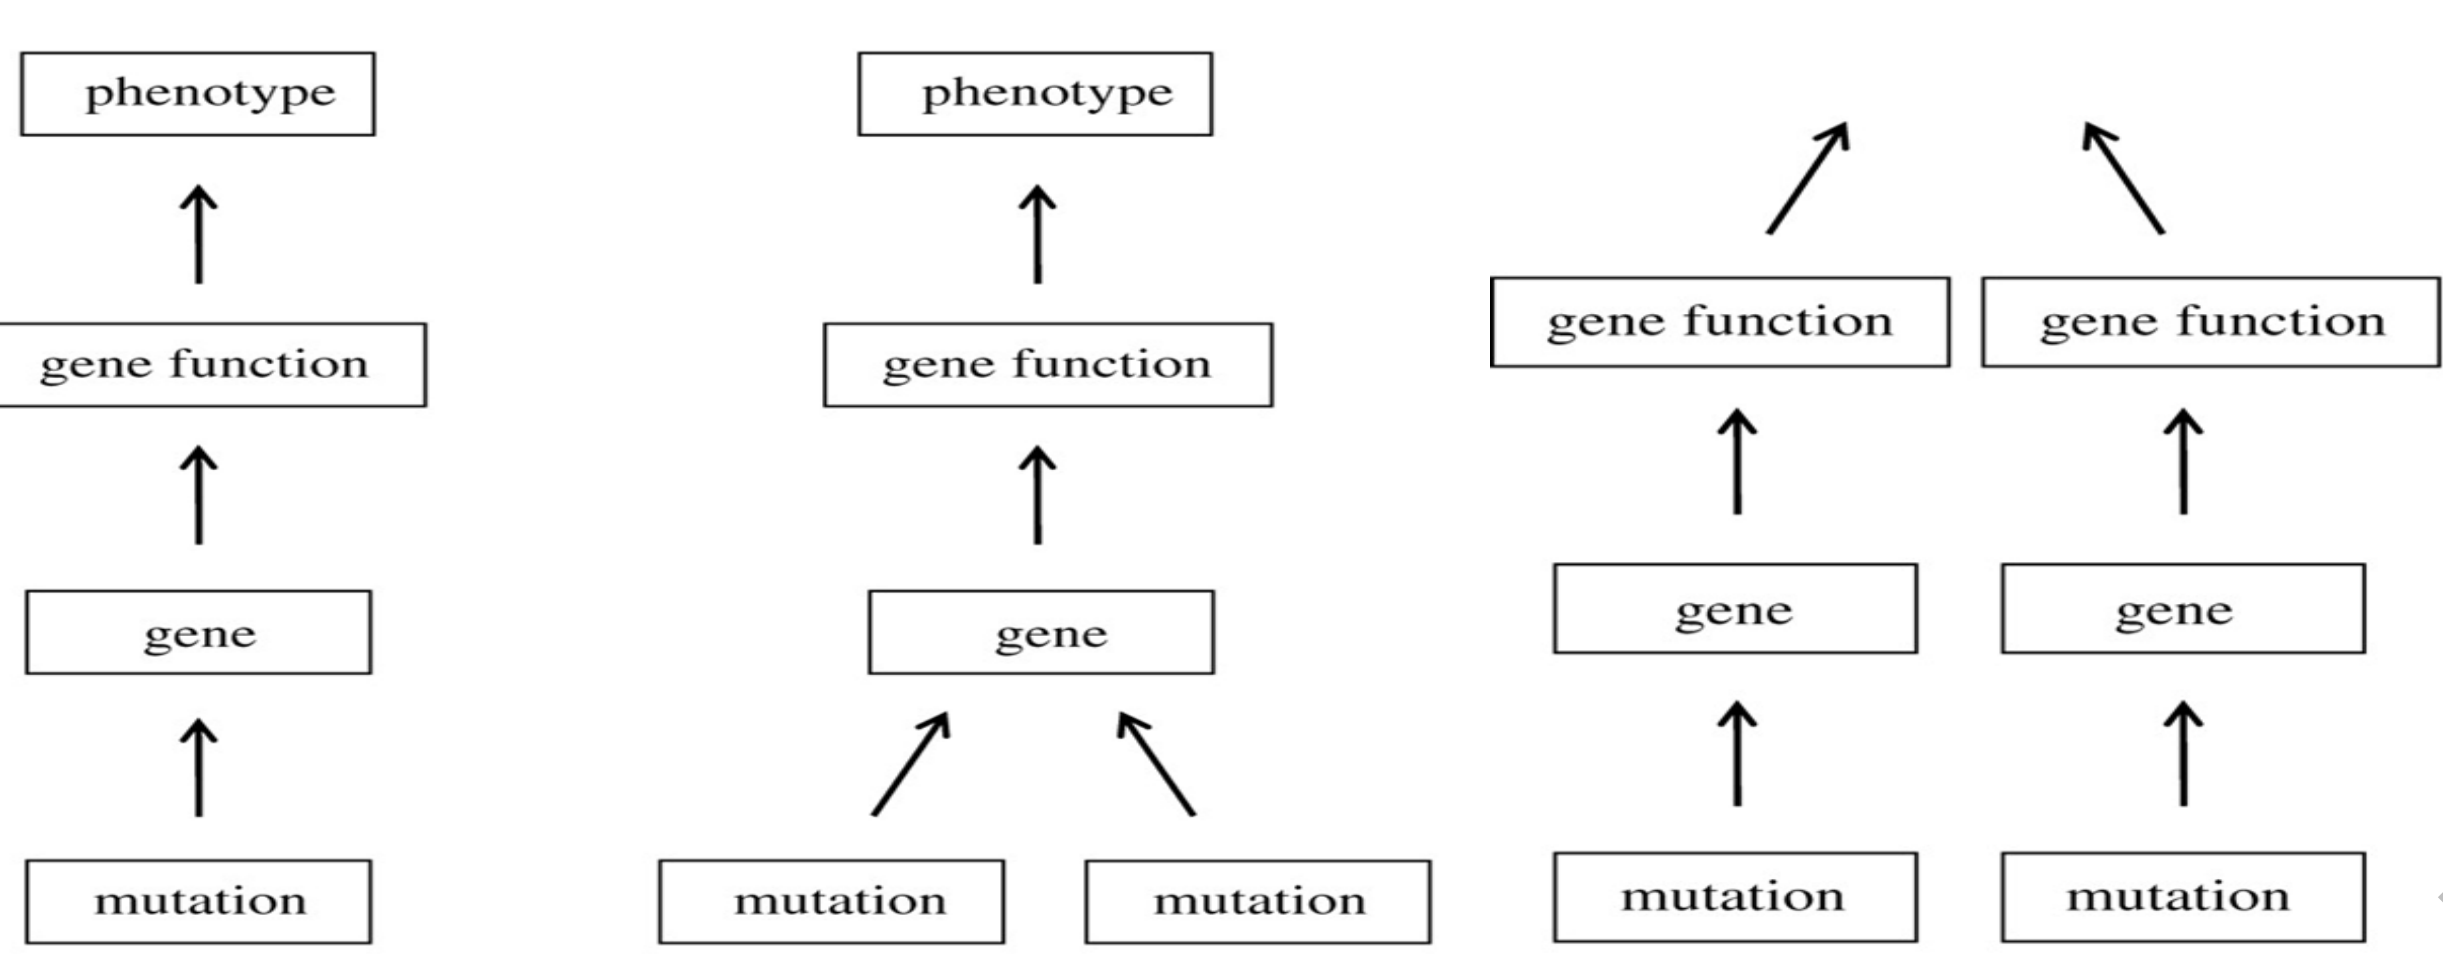 phenotype
gene function
gene
mutation
phenotype
gene function
gene
mutation mutation
gene function gene function
gene gene
mutation mutation